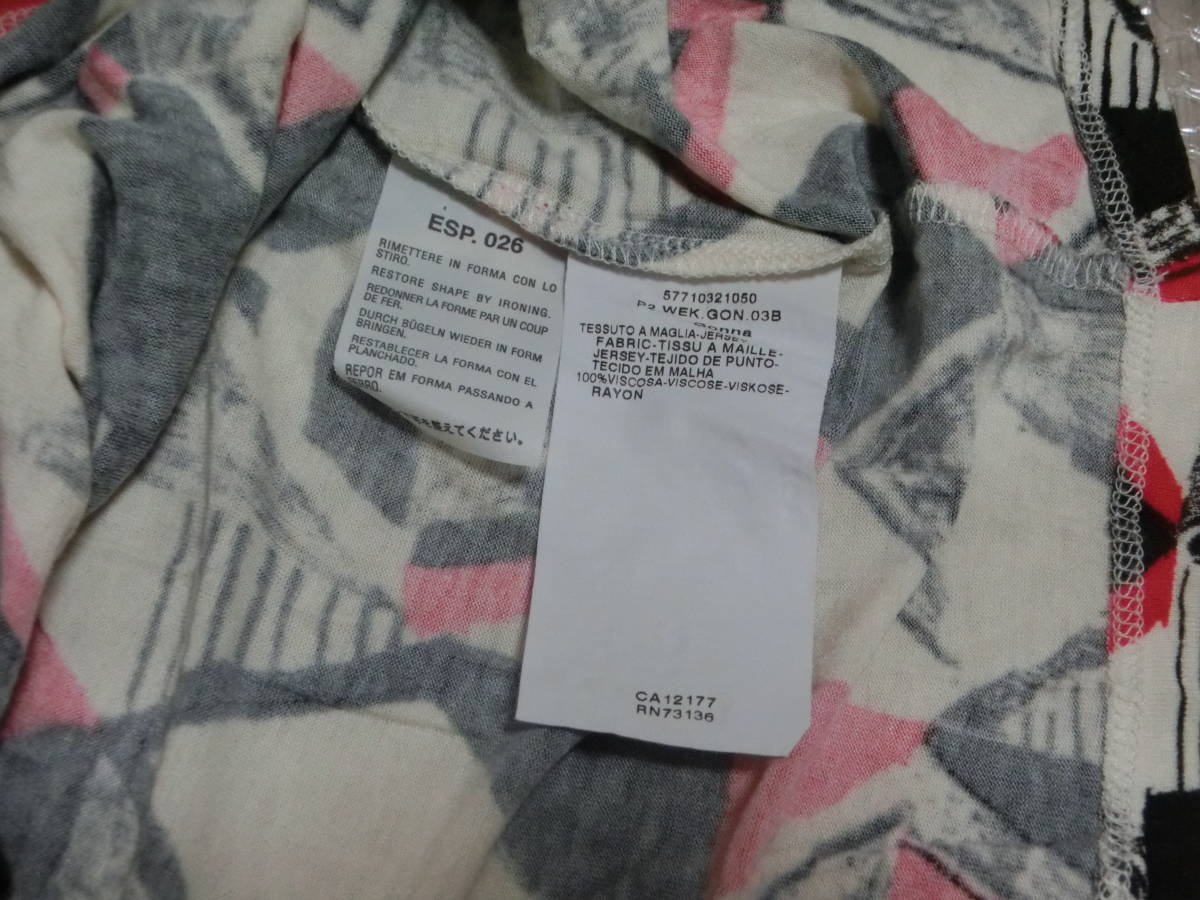 ESP. 026
RIMETTERE IN FORMA CON LO
STIRO.
RESTORE SHAPE BY IRONING.
REDONNER LA FORME PAR UN COUP
DE FER.
DURCH BÜGELN WIEDER IN FORM
BRINGEN.
RESTABLECER LA FORMA CON EL
PLANCHADO.
REPOR EM FORMA PASSANDO A
FERRO.
を整えてください。
57710321050
P2 WEK.GON.03B
Gonna
TESSUTO A MAGLIA-JERSEY
FABRIC-TISSU A MAILLE-
JERSEY-TEJIDO DE PUNTO-
TECIDO EM MALHA
100%VISCOSA-VISCOSE-VISKOSE-
RAYON
CA12177
RN73136